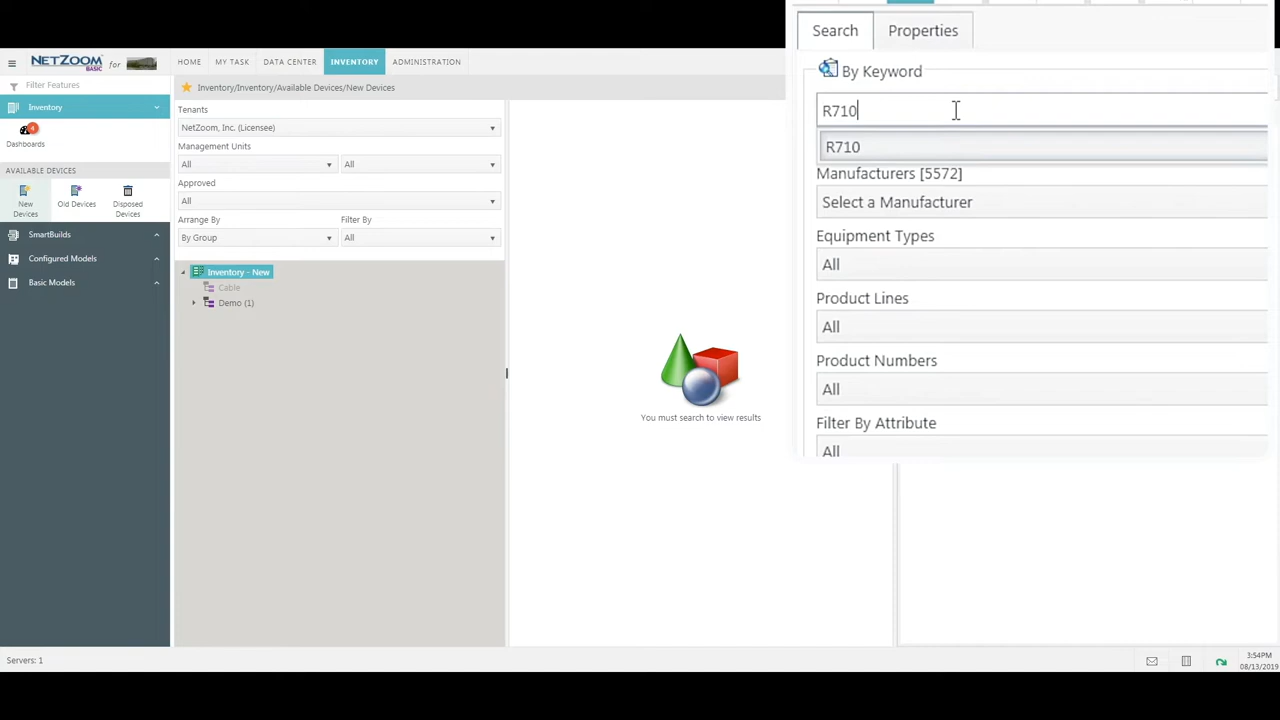 NETZOOM
BASIC for
HOME MY TASK DATA CENTER INVENTORY ADMINISTRATION
Filter Features
Inventory/Inventory/Available Devices/New Devices
Inventory
4
Dashboards
AVAILABLE DEVICES
New Devices
Old Devices
Disposed Devices
SmartBuilds
Configured Models
Basic Models
Tenants
NetZoom, Inc. (Licensee)
Management Units
All All
Approved
All
Arrange By Filter By
By Group All
Inventory - New
Cable
Demo (1)
You must search to view results
Search Properties
By Keyword
R710
R710
Manufacturers [5572]
Select a Manufacturer
Equipment Types
All
Product Lines
All
Product Numbers
All
Filter By Attribute
All
Servers: 1
3:54PM
08/13/2019